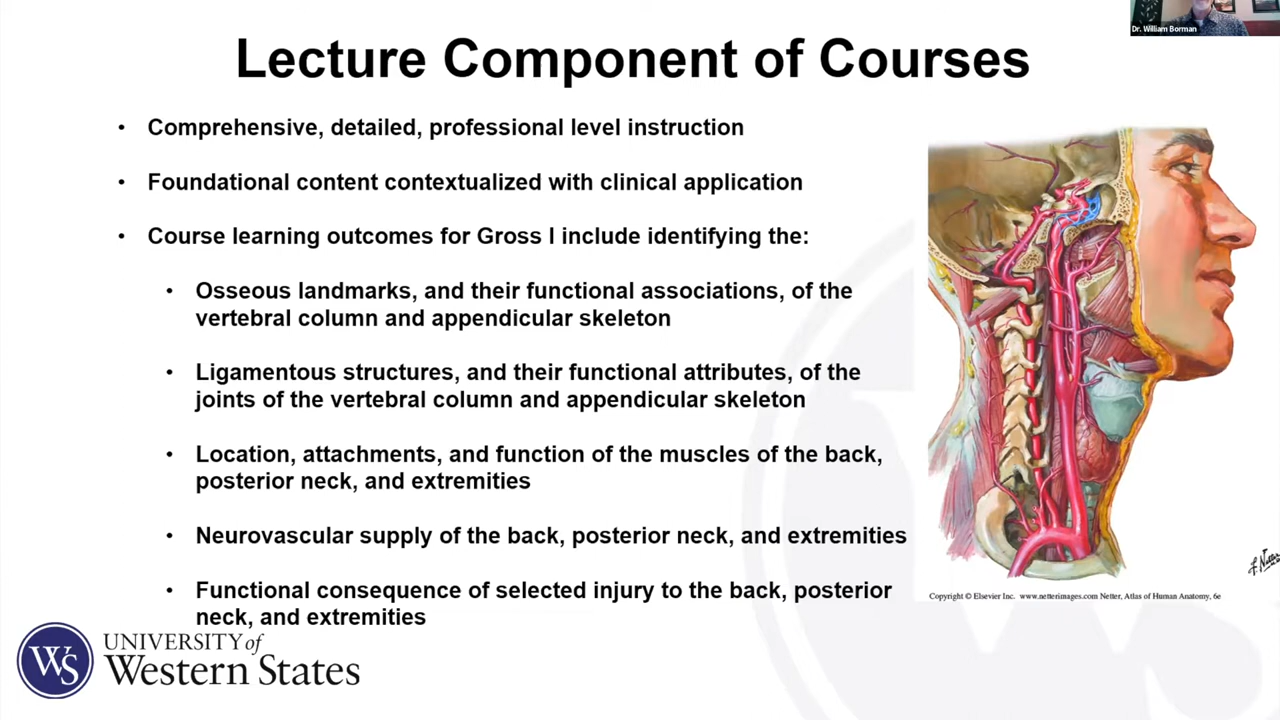 Dr. William Borman
Lecture Component of Courses
• Comprehensive, detailed, professional level instruction
• Foundational content contextualized with clinical application
• Course learning outcomes for Gross I include identifying the:
• Osseous landmarks, and their functional associations, of the
vertebral column and appendicular skeleton
• Ligamentous structures, and their functional attributes, of the
joints of the vertebral column and appendicular skeleton
• Location, attachments, and function of the muscles of the back,
posterior neck, and extremities
• Neurovascular supply of the back, posterior neck, and extremities
• Functional consequence of selected injury to the back, posterior
neck, and extremities
F. Netter
Copyright © Elsevier Inc. www.netterimages.com Netter, Atlas of Human Anatomy, 6e
WS
UNIVERSITY of
Western States